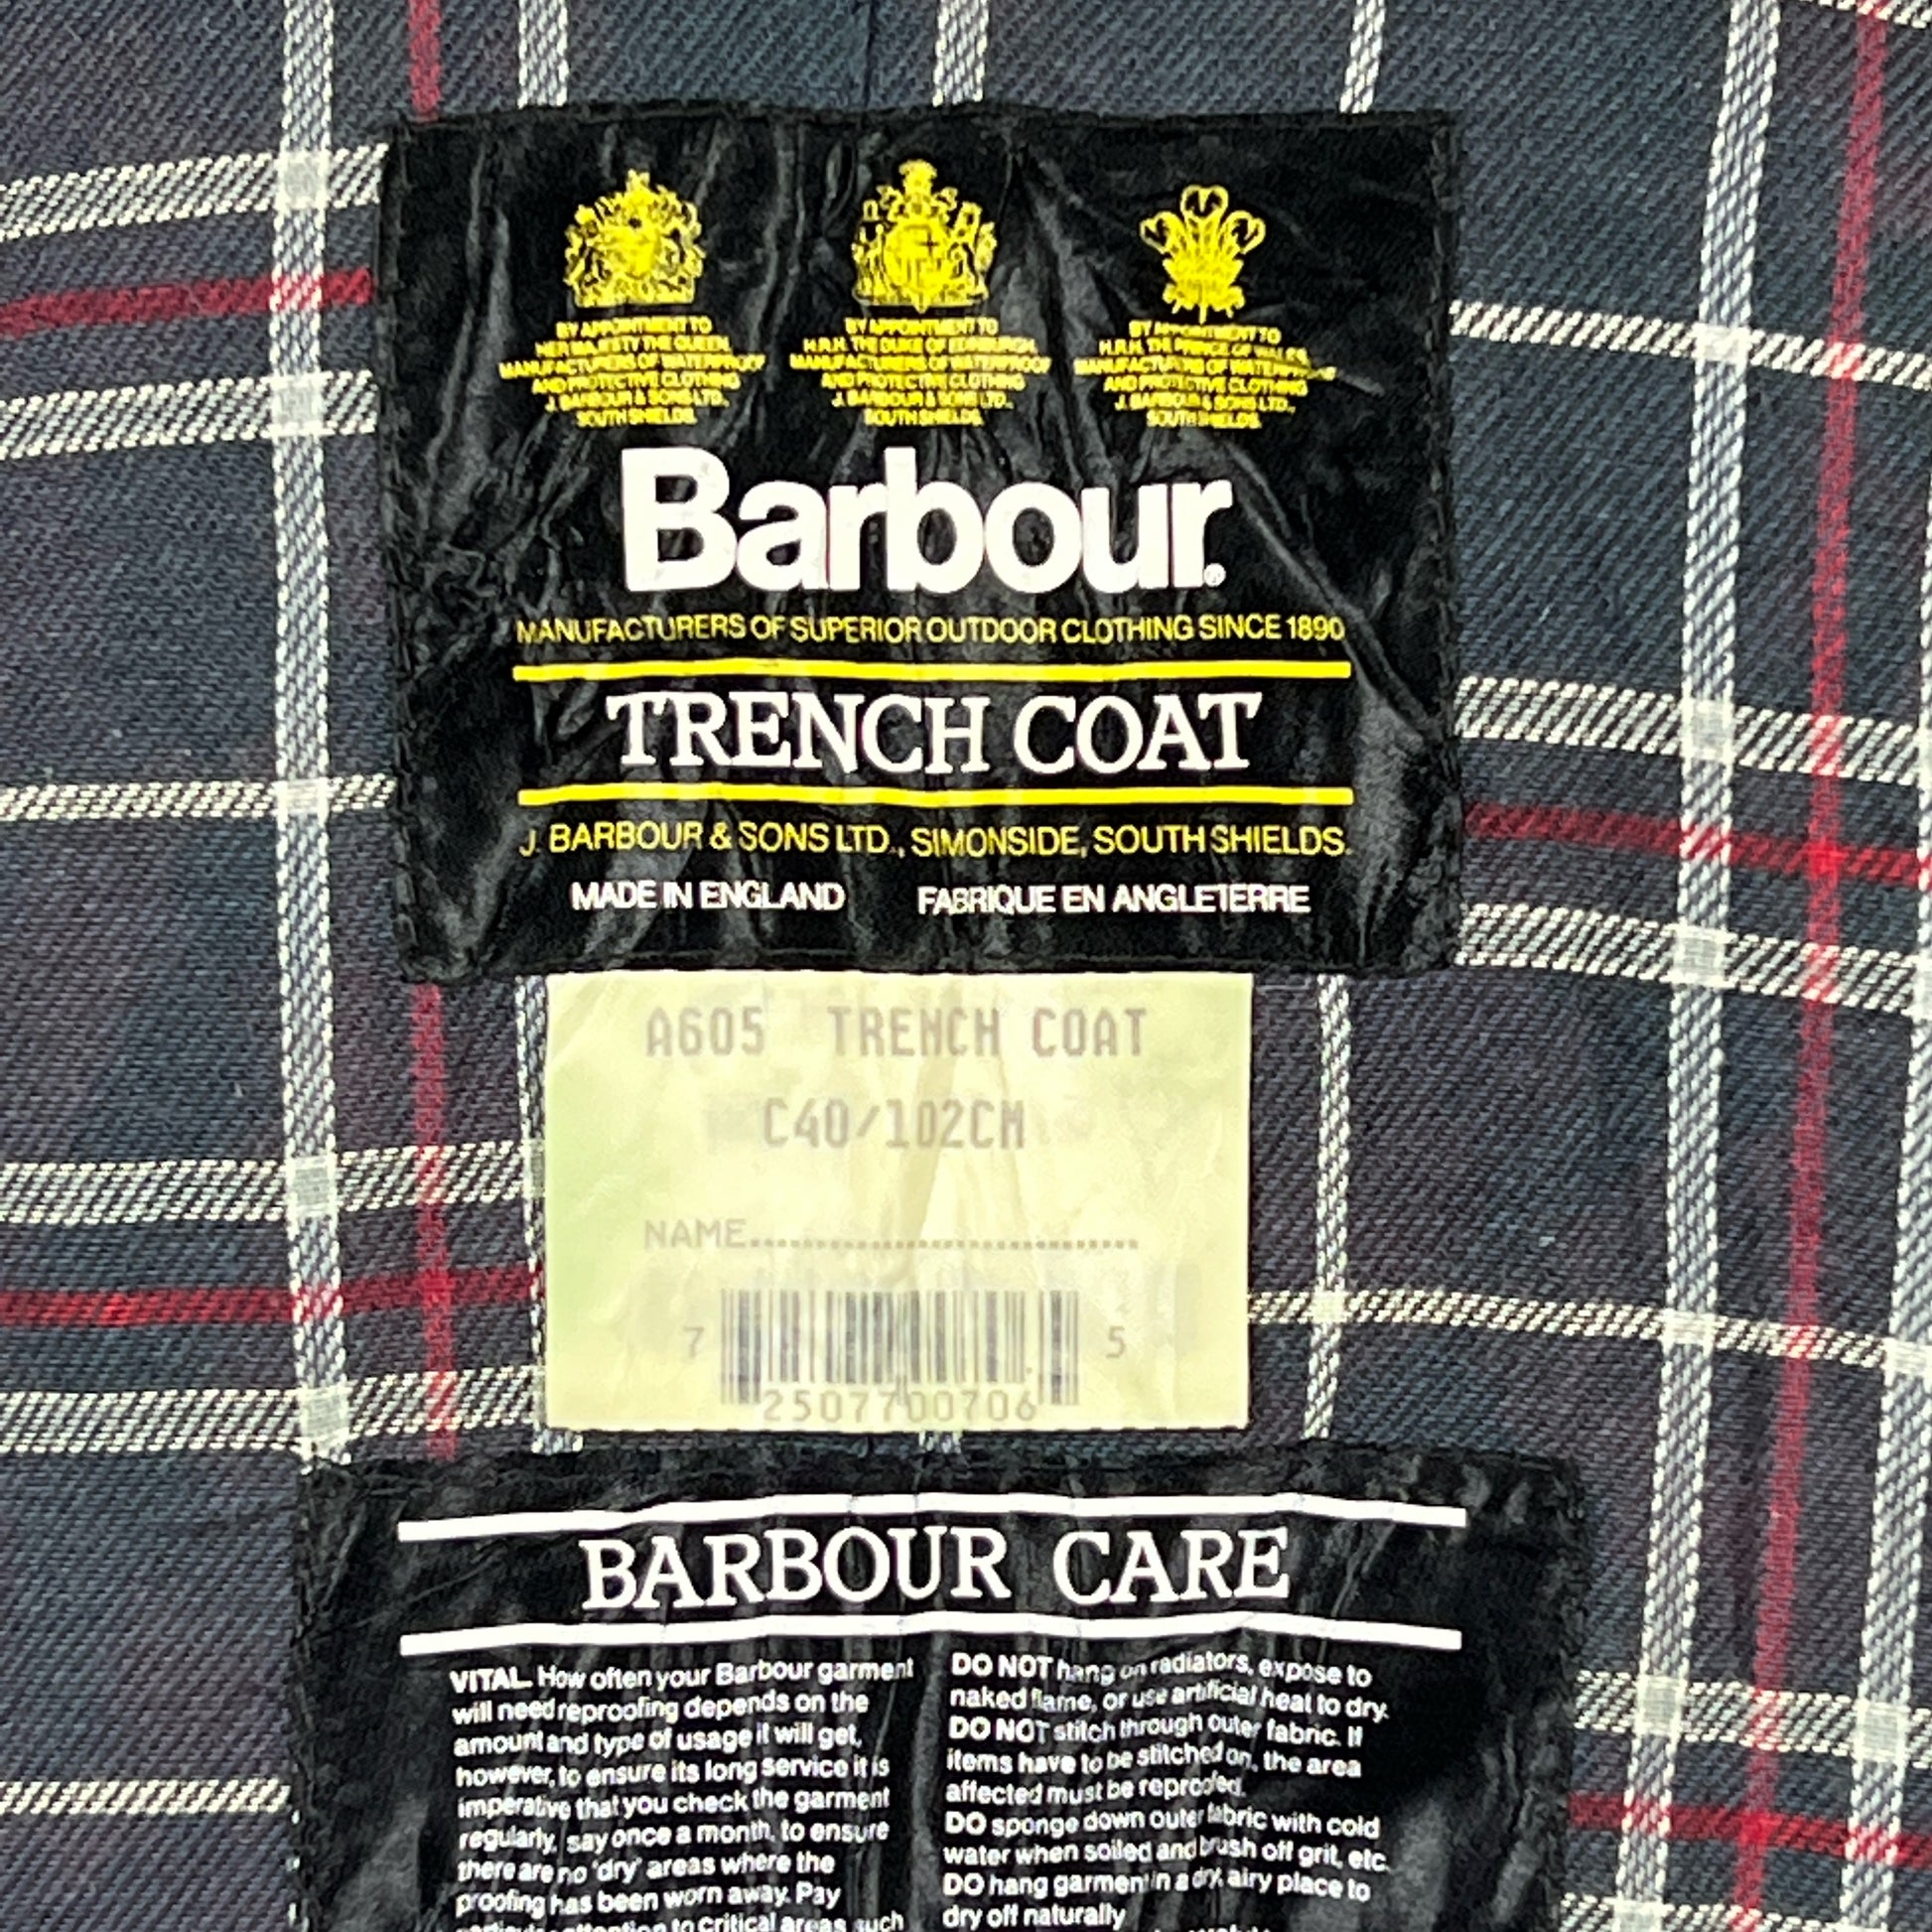 BY APPOINTMENT TO
HER MAJESTY THE QUEEN,
MANUFACTURERS OF WATERPROOF
AND PROTECTIVE CLOTHING
J. BARBOUR & SONS LTD.,
SOUTH SHIELDS.
BY APPOINTMENT TO
H.R.H. THE DUKE OF EDINBURGH,
MANUFACTURERS OF WATERPROOF
AND PROTECTIVE CLOTHING
J. BARBOUR & SONS LTD.,
SOUTH SHIELDS.
BY APPOINTMENT TO
H.R.H. THE PRINCE OF WALES,
MANUFACTURERS OF WATERPROOF
AND PROTECTIVE CLOTHING
J. BARBOUR & SONS LTD.,
SOUTH SHIELDS.
Barbour®
MANUFACTURERS OF SUPERIOR OUTDOOR CLOTHING SINCE 1890
TRENCH COAT
J. BARBOUR & SONS LTD., SIMONSIDE, SOUTH SHIELDS.
MADE IN ENGLAND FABRIQUE EN ANGLETERRE
A605 TRENCH COAT
C40/102CM
NAME....................................
7 5
2507700706
BARBOUR CARE
VITAL. How often your Barbour garment
will need reproofing depends on the
amount and type of usage it will get,
however, to ensure its long service it is
imperative that you check the garment
regularly, say once a month, to ensure
there are no 'dry' areas where the
proofing has been worn away. Pay
attention to critical areas such
DO NOT hang on radiators, expose to
naked flame, or use artificial heat to dry.
DO NOT stitch through outer fabric. If
items have to be stitched on, the area
affected must be reproofed.
DO sponge down outer fabric with cold
water when soiled and brush off grit, etc.
DO hang garment in a dry, airy place to
dry off naturally